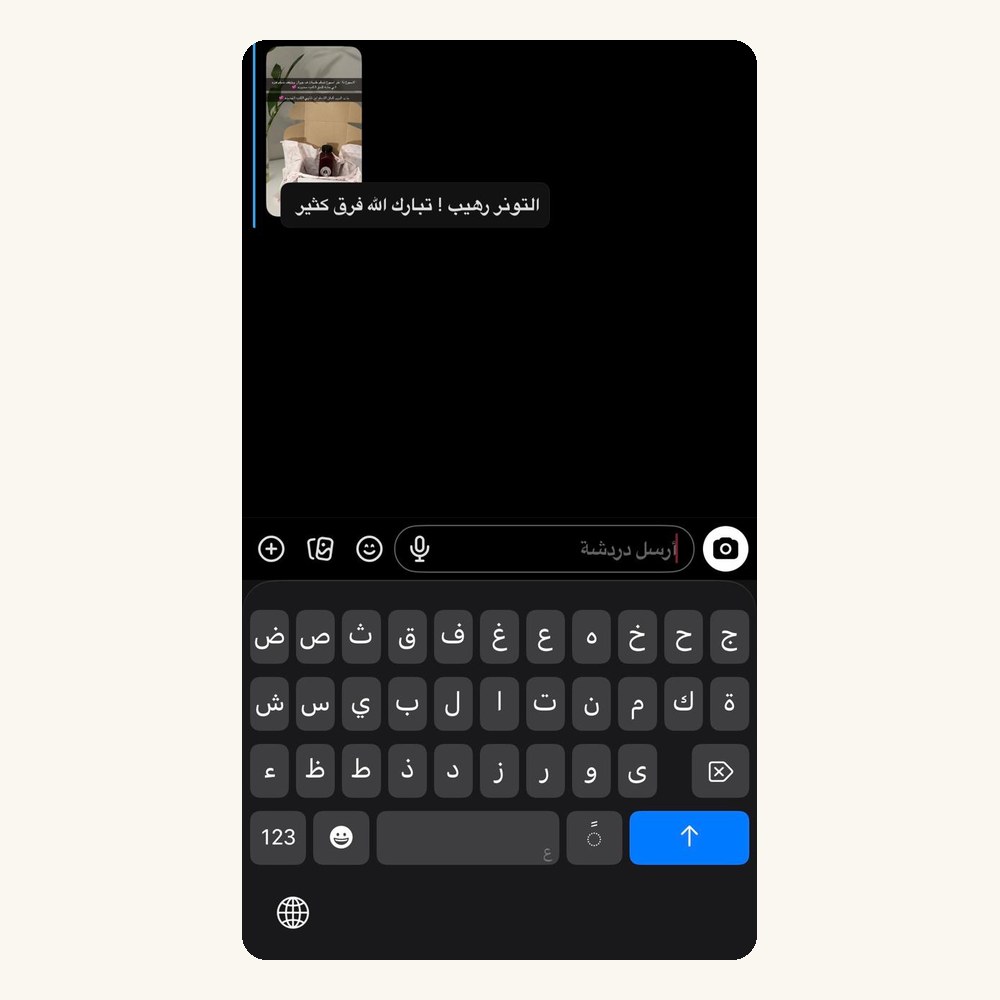 التونر رهيب ! تبارك الله فرق كثير
أرسل دردشة
ض ص ث ق ف غ ع ه خ ح ج
ش س ي ب ل ا ت ن م ك ة
ء ظ ط ذ د ز ر و ى
123
ع